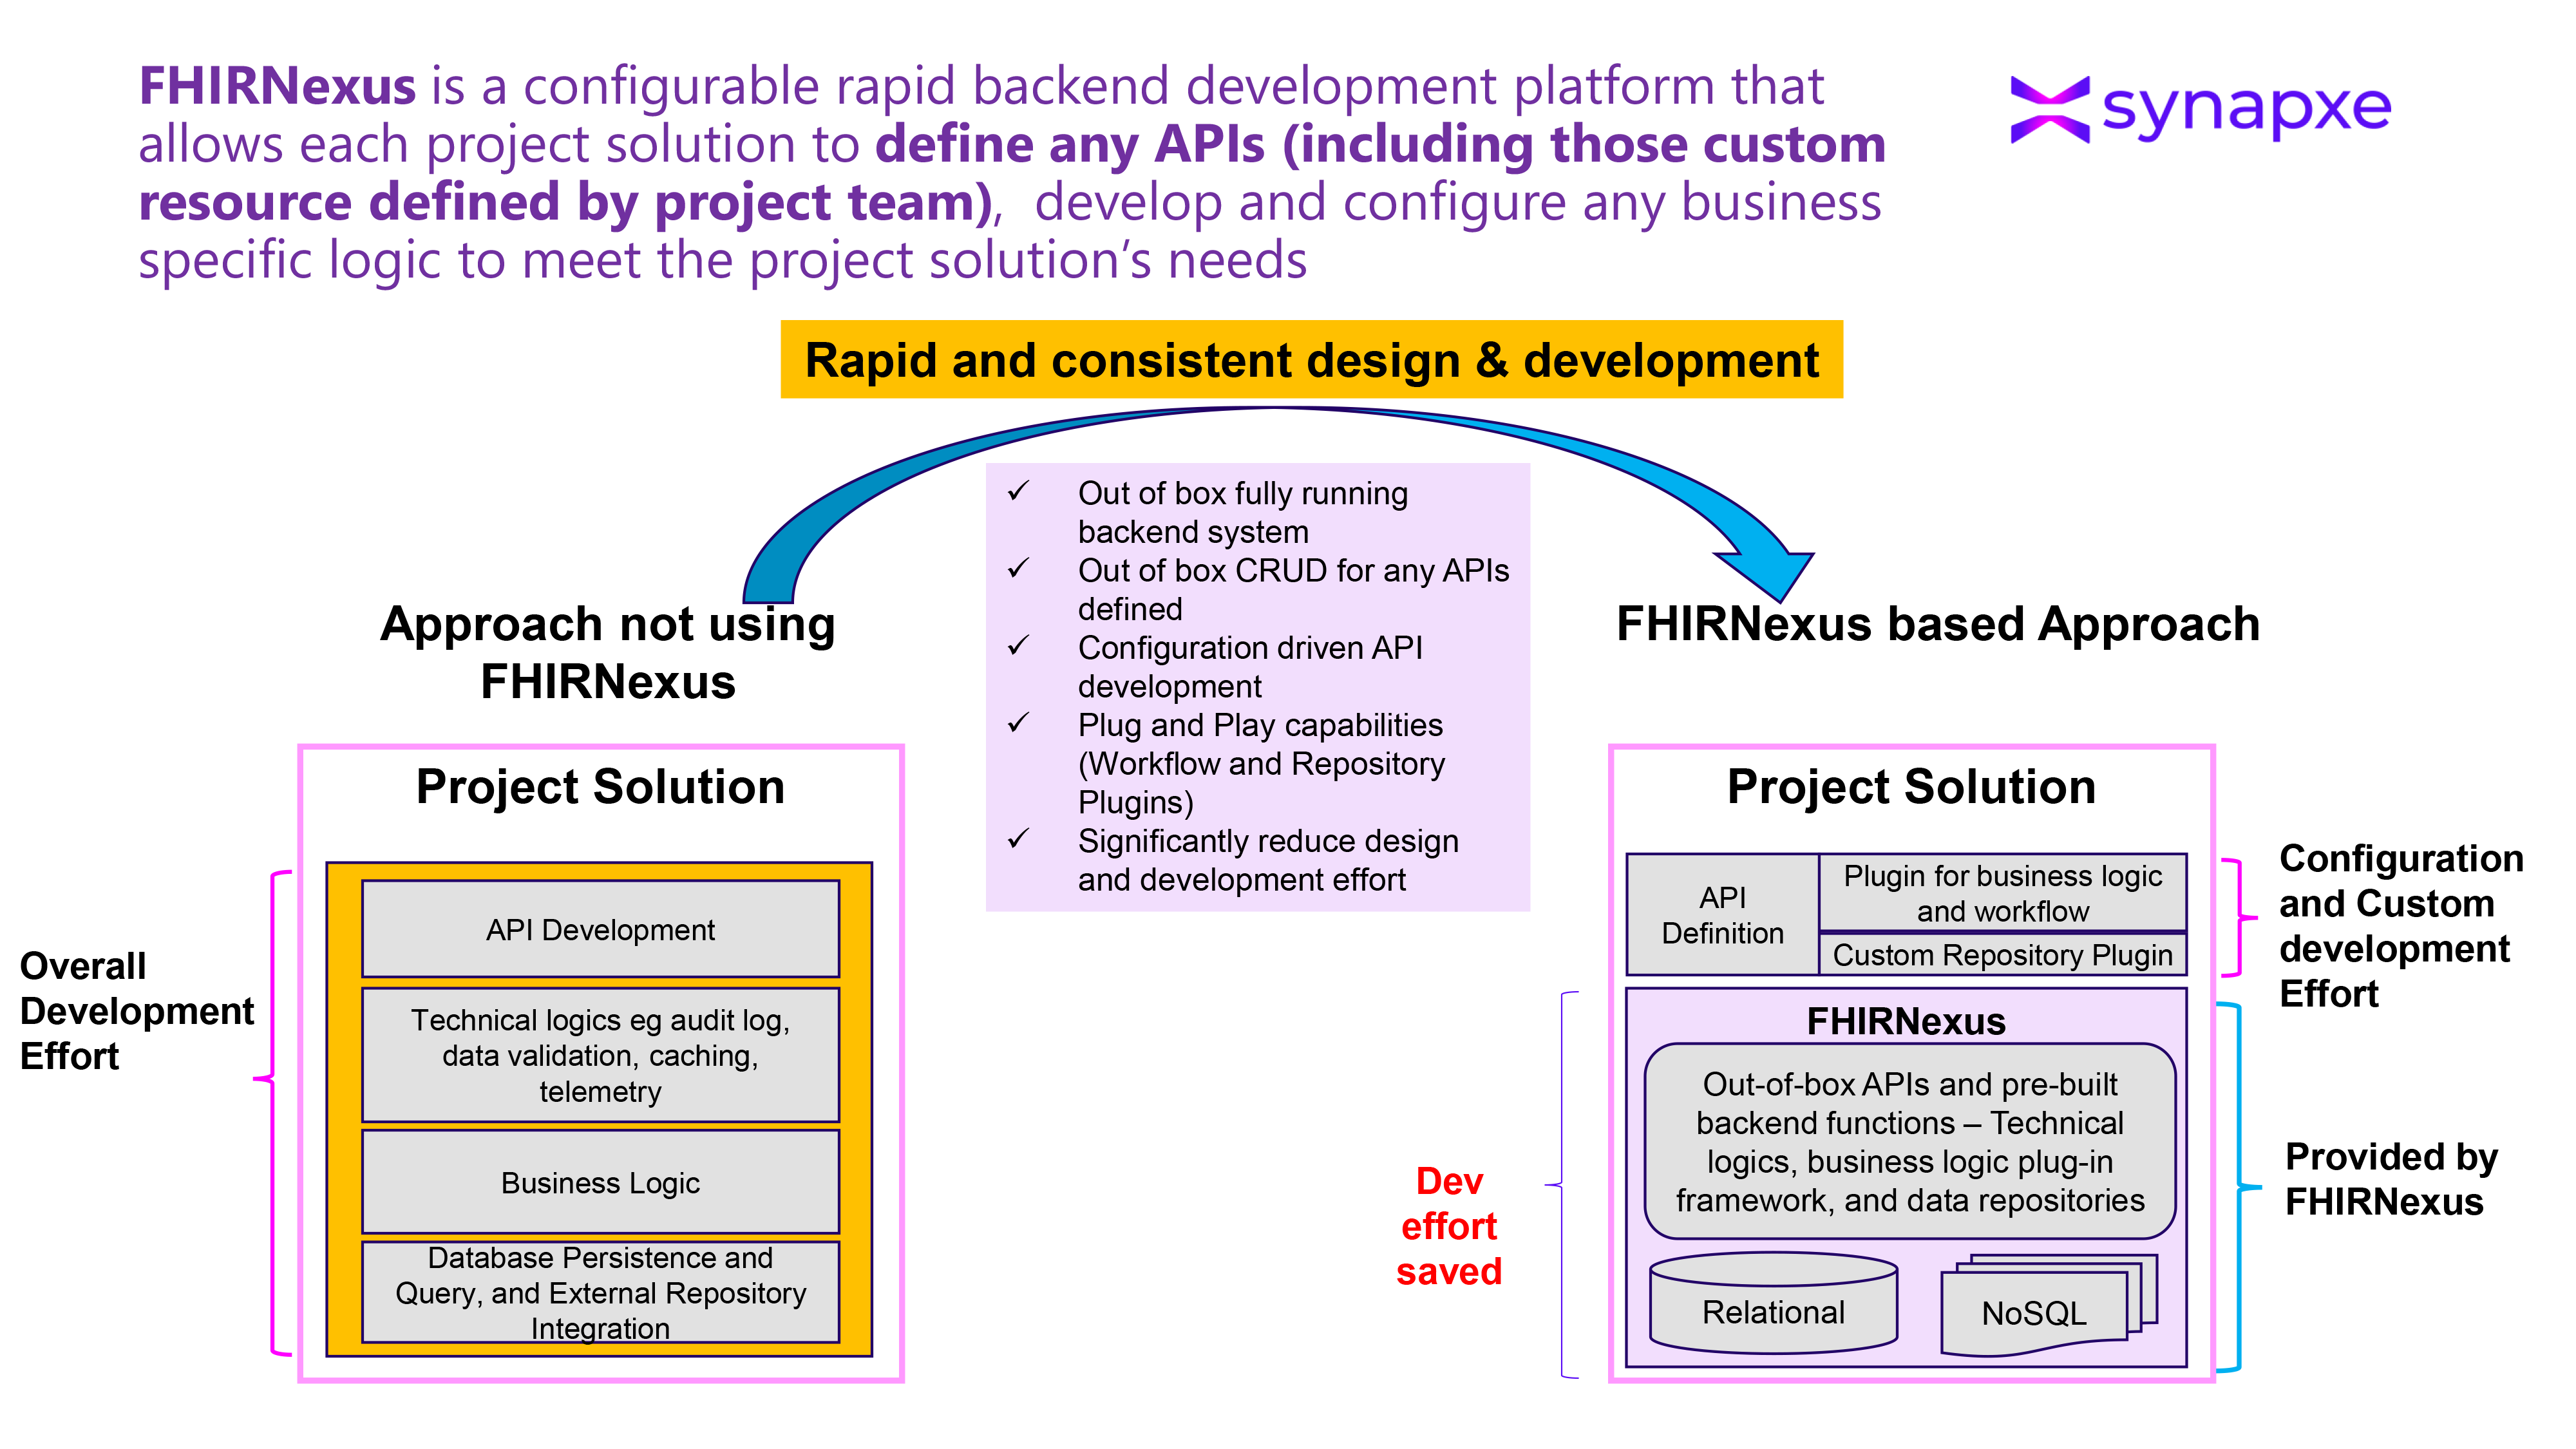 FHIRNexus is a configurable rapid backend development platform that
allows each project solution to define any APIs (including those custom
resource defined by project team),  develop and configure any business
specific logic to meet the project solution’s needs
synapxe
Rapid and consistent design & development
✓ Out of box fully running
backend system
✓ Out of box CRUD for any APIs
defined
✓ Configuration driven API
development
✓ Plug and Play capabilities
(Workflow and Repository
Plugins)
✓ Significantly reduce design
and development effort
Approach not using
FHIRNexus
Project Solution
Overall
Development
Effort
API Development
Technical logics eg audit log,
data validation, caching,
telemetry
Business Logic
Database Persistence and
Query, and External Repository
Integration
FHIRNexus based Approach
Project Solution
API
Definition
Plugin for business logic
and workflow
Custom Repository Plugin
Configuration
and Custom
development
Effort
FHIRNexus
Out-of-box APIs and pre-built
backend functions – Technical
logics, business logic plug-in
framework, and data repositories
Relational
NoSQL
Dev
effort
saved
Provided by
FHIRNexus